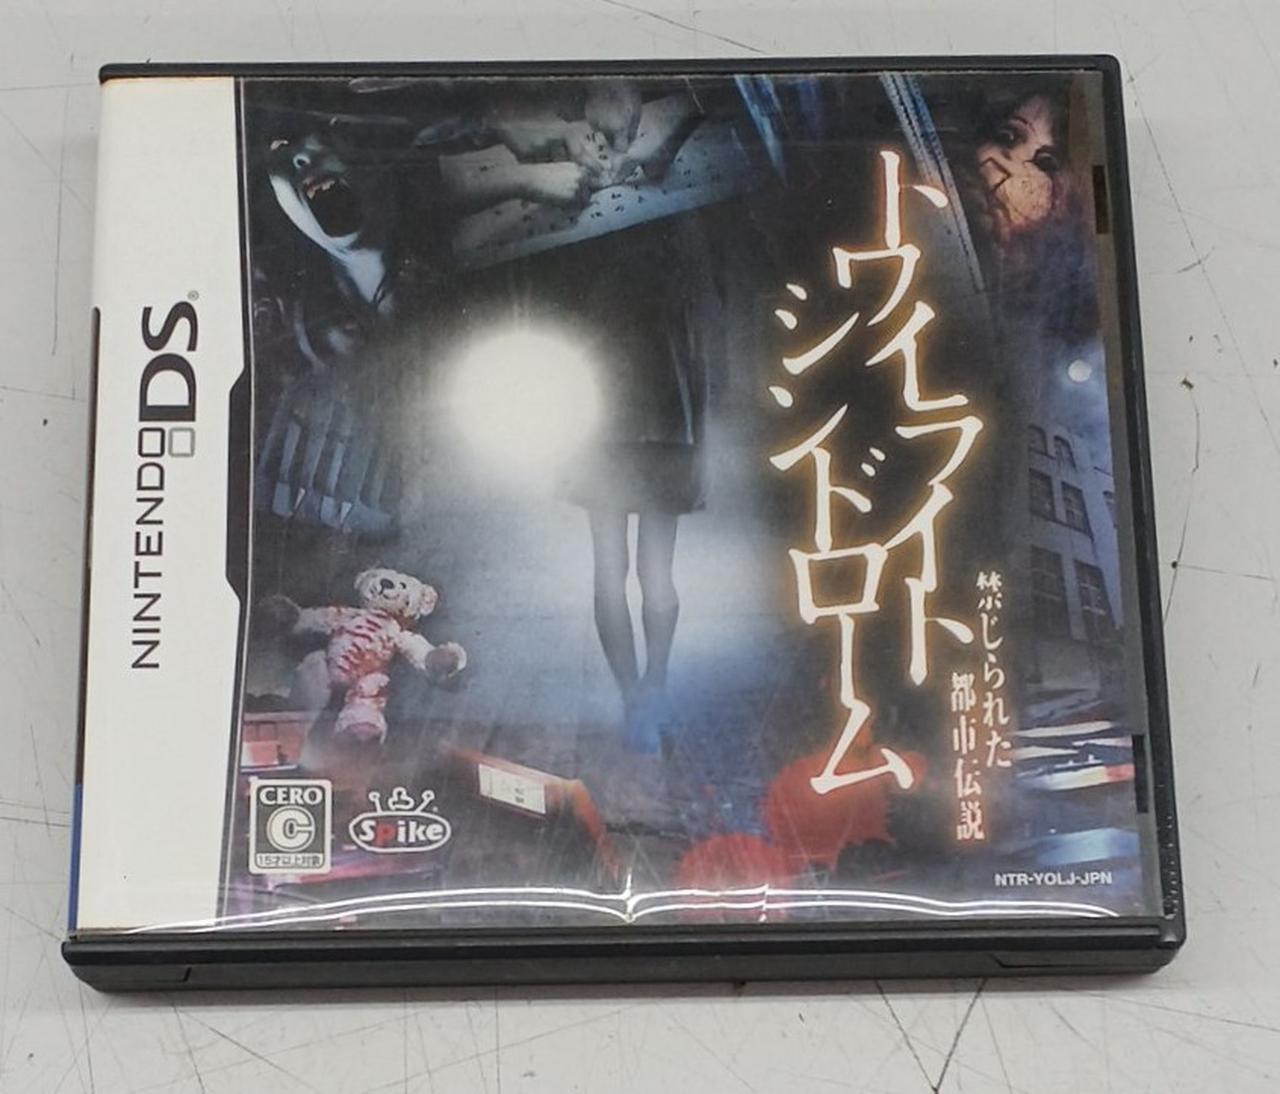 NINTENDO DS®
トワイライト
シンドローム
禁じられた
都市伝説
CERO
C
15才以上対象
Spike
NTR-YOLJ-JPN